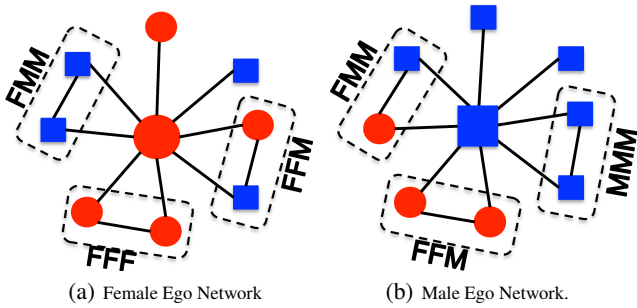 FMM
FFM
FFF
FMM
MMM
FFM
(a) Female Ego Network
(b) Male Ego Network.